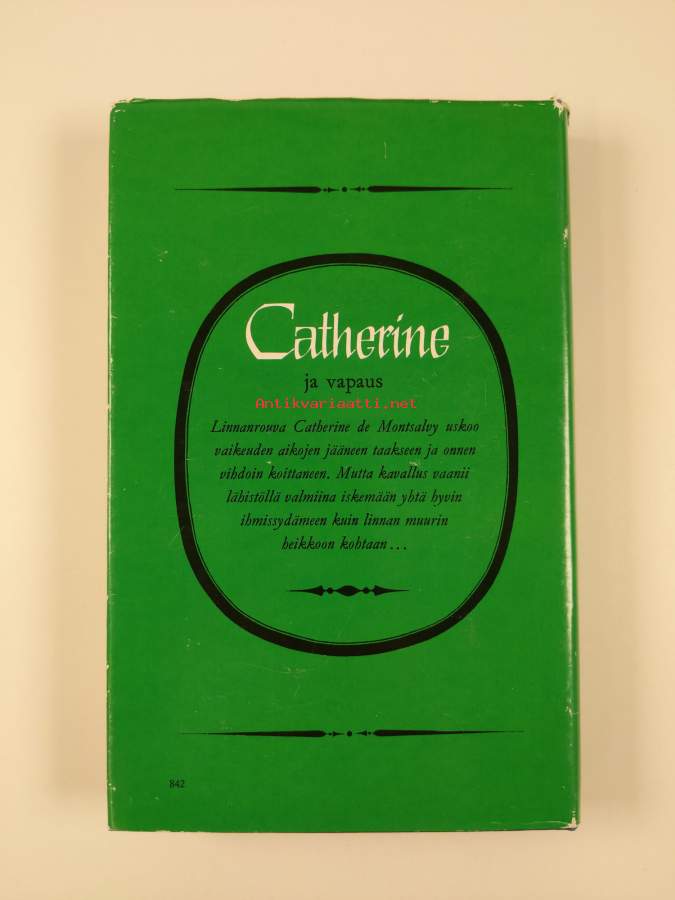 Catherine
ja vapaus
Antikvariaatti.net
Linnanrouva Catherine de Montsalvy uskoo
vaikeuden aikojen jääneen taakseen ja onnen
vihdoin koittaneen. Mutta kavallus vaanii
lähistöllä valmiina iskemään yhtä hyvin
ihmissydämeen kuin linnan muurin
heikkoon kohtaan...
842